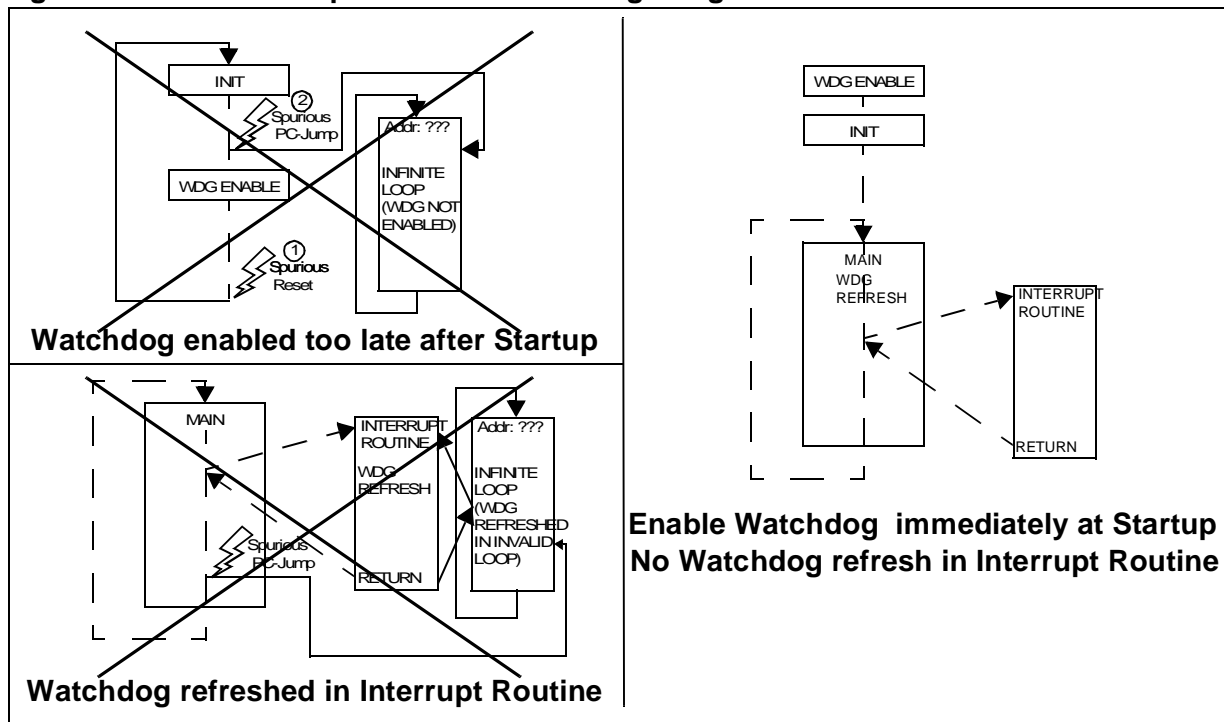 INIT
2
Spurious
PC-Jump
WDG ENABLE
1
Spurious
Reset
Addr: ???
INFINITE
LOOP
(WDG NOT
ENABLED)
Watchdog enabled too late after Startup
MAIN
Spurious
PC-Jump
INTERRUPT
ROUTINE
WDG
REFRESH
RETURN
Addr: ???
INFINITE
LOOP
(WDG
REFRESHED
IN INVALID
LOOP)
Watchdog refreshed in Interrupt Routine
WDG ENABLE
INIT
MAIN
WDG
REFRESH
INTERRUPT
ROUTINE
RETURN
Enable Watchdog immediately at Startup
No Watchdog refresh in Interrupt Routine